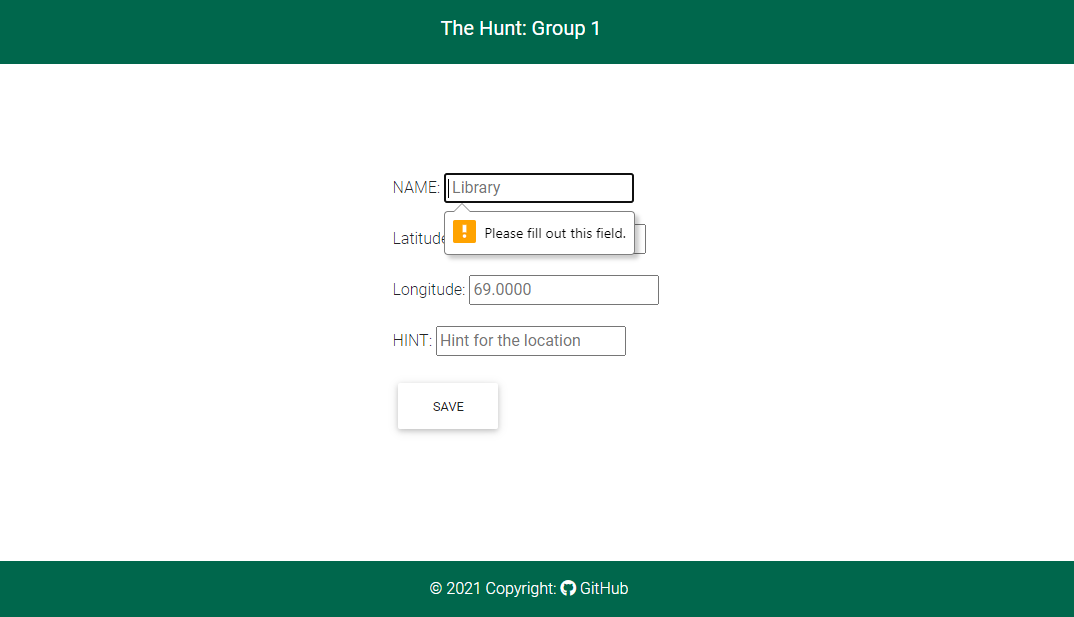 The Hunt: Group 1
NAME: Library
Please fill out this field.
Latitude
Longitude: 69.0000
HINT: Hint for the location
SAVE
© 2021 Copyright: GitHub